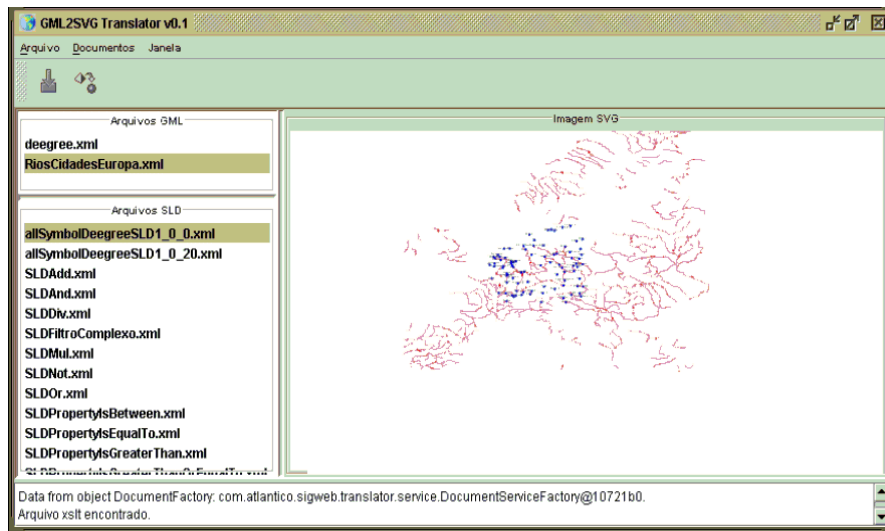 GML2SVG Translator v0.1
Arquivo Documentos Janela
Arquivos GML
deegree.xml
RiosCidadesEuropa.xml
Arquivos SLD
allSymbolDeegreeSLD1_0_0.xml
allSymbolDeegreeSLD1_0_20.xml
SLDAdd.xml
SLDAnd.xml
SLDDiv.xml
SLDFiltroComplexo.xml
SLDMul.xml
SLDNot.xml
SLDOr.xml
SLDPropertyIsBetween.xml
SLDPropertyIsEqualTo.xml
SLDPropertyIsGreaterThan.xml
SLDPropertyIsGreaterThanOrEqualTo.xml
Imagem SVG
Data from object DocumentFactory: com.atlantico.sigweb.translator.service.DocumentServiceFactory@10721b0.
Arquivo xslt encontrado.